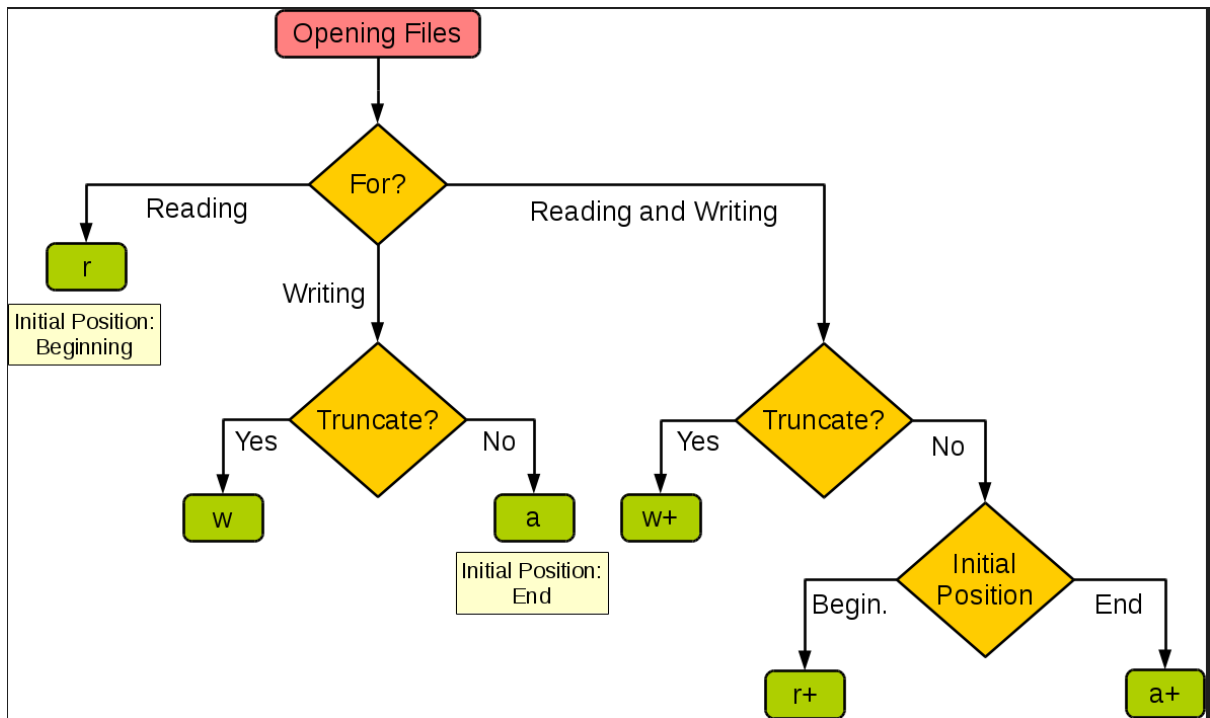 Opening Files
For?
Reading
Reading and Writing
r
Writing
Initial Position:
Beginning
Truncate?
Truncate?
Yes
No
Yes
No
w
a
w+
Initial Position:
End
Initial
Position
Begin.
End
r+
a+